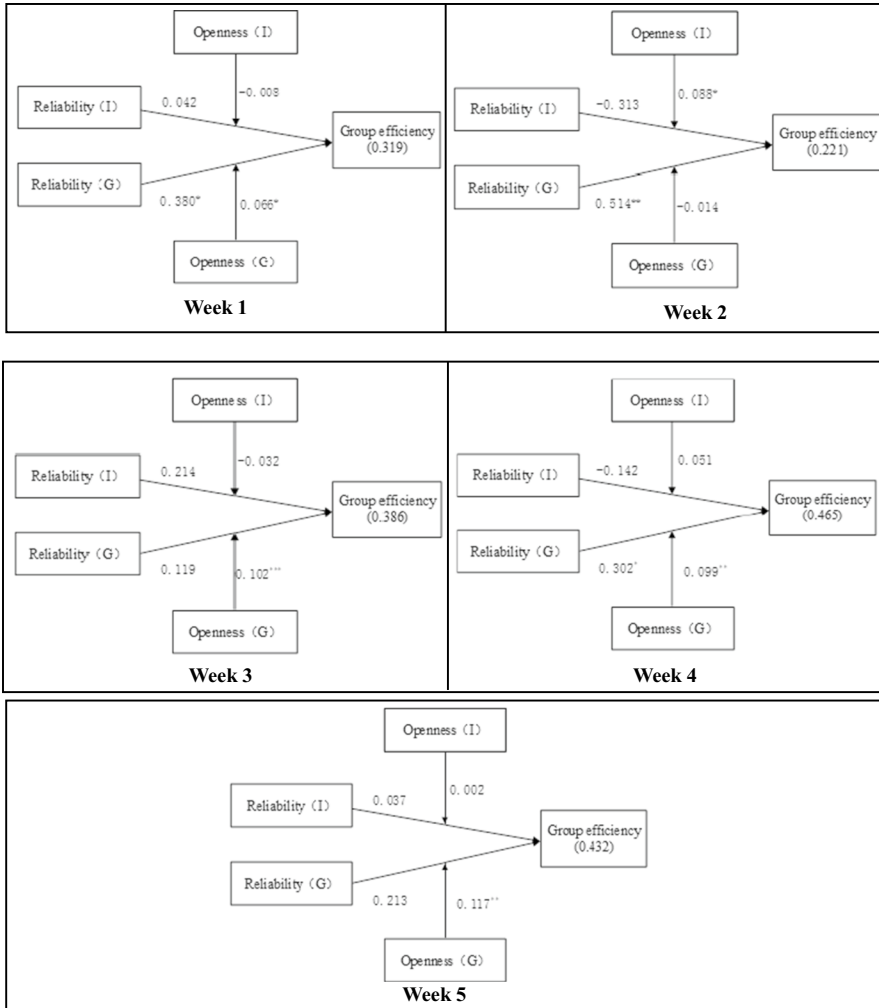 Openness (I)
Reliability (I)
0.042
-0.008
Group efficiency
(0.319)
Reliability (G)
0.380*
0.066*
Openness (G)
Week 1
Openness (I)
Reliability (I)
-0.313
0.088*
Group efficiency
(0.221)
Reliability (G)
0.514**
-0.014
Openness (G)
Week 2
Openness (I)
Reliability (I)
0.214
-0.032
Group efficiency
(0.386)
Reliability (G)
0.119
0.102***
Openness (G)
Week 3
Openness (I)
Reliability (I)
-0.142
0.051
Group efficiency
(0.465)
Reliability (G)
0.302*
0.099**
Openness (G)
Week 4
Openness (I)
Reliability (I)
0.037
0.002
Group efficiency
(0.432)
Reliability (G)
0.213
0.117**
Openness (G)
Week 5